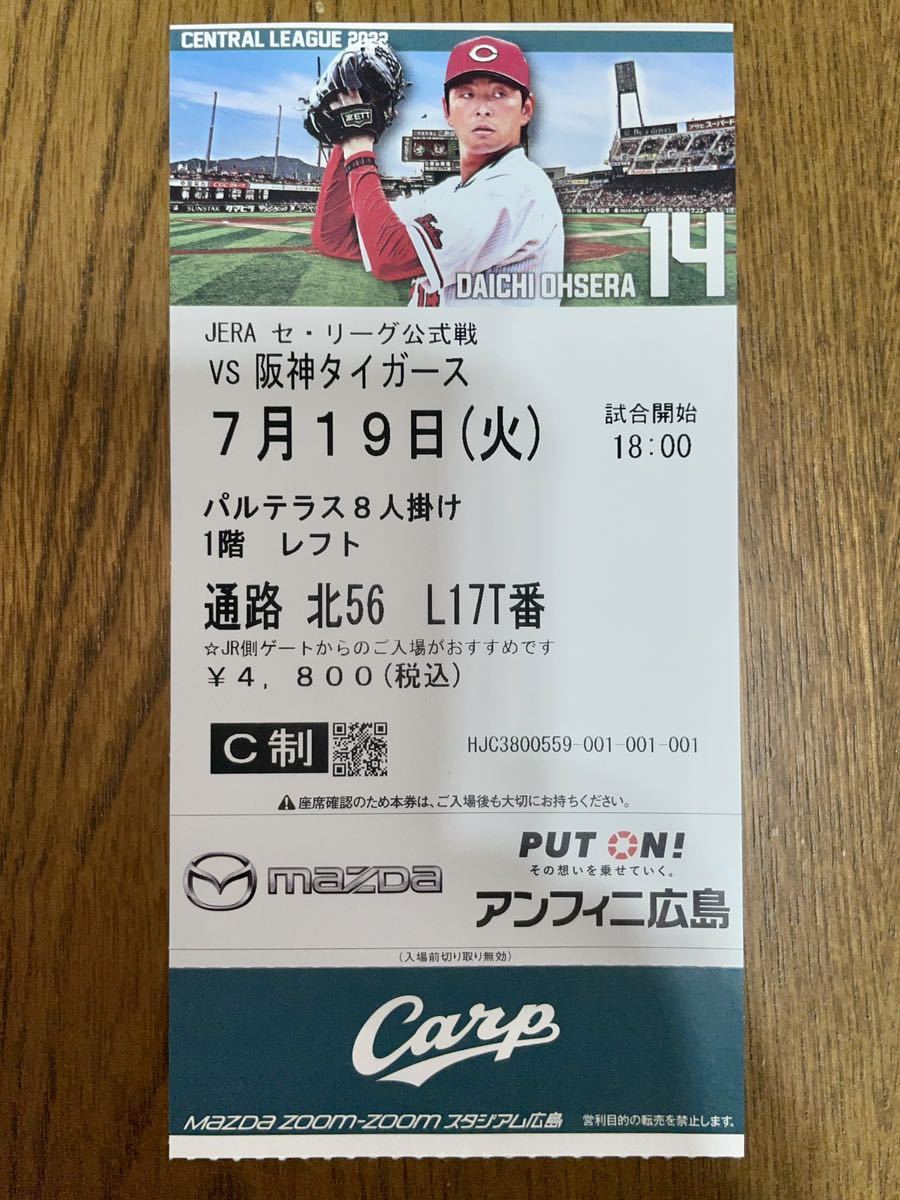 CENTRAL LEAGUE 2022
ZETT
Be a driver.
SUNSTAR
DAICHI OHSERA 14
JERA セ・リーグ公式戦
VS 阪神タイガース
7月19日(火)
試合開始
18:00
パルテラス8人掛け
1階 レフト
通路 北56 L17T番
☆JR側ゲートからのご入場がおすすめです
¥4,800(税込)
C制
HJC3800559-001-001-001
⚠座席確認のため本券は、ご入場後も大切にお持ちください。
mazda
PUT ON!
その想いを乗せていく。
アンフィニ広島
(入場前切り取り無効)
Carp
MAZDA ZOOM-ZOOM スタジアム広島
営利目的の転売を禁止します。